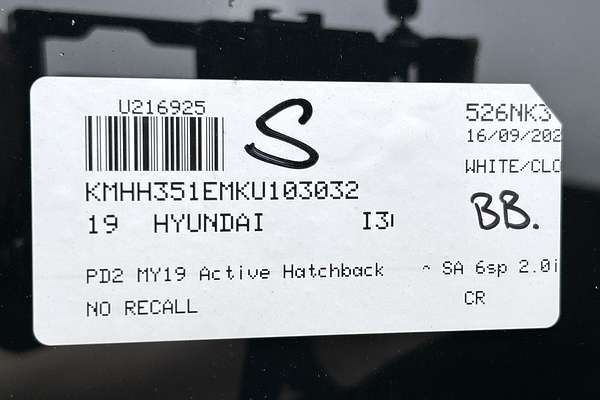 U216925
S
526NK3
16/09/202
WHITE/CLO
KMHH351EMKU103032
19 HYUNDAI I30
BB.
PD2 MY19 Active Hatchback ^ SA 6sp 2.0i
NO RECALL
CR